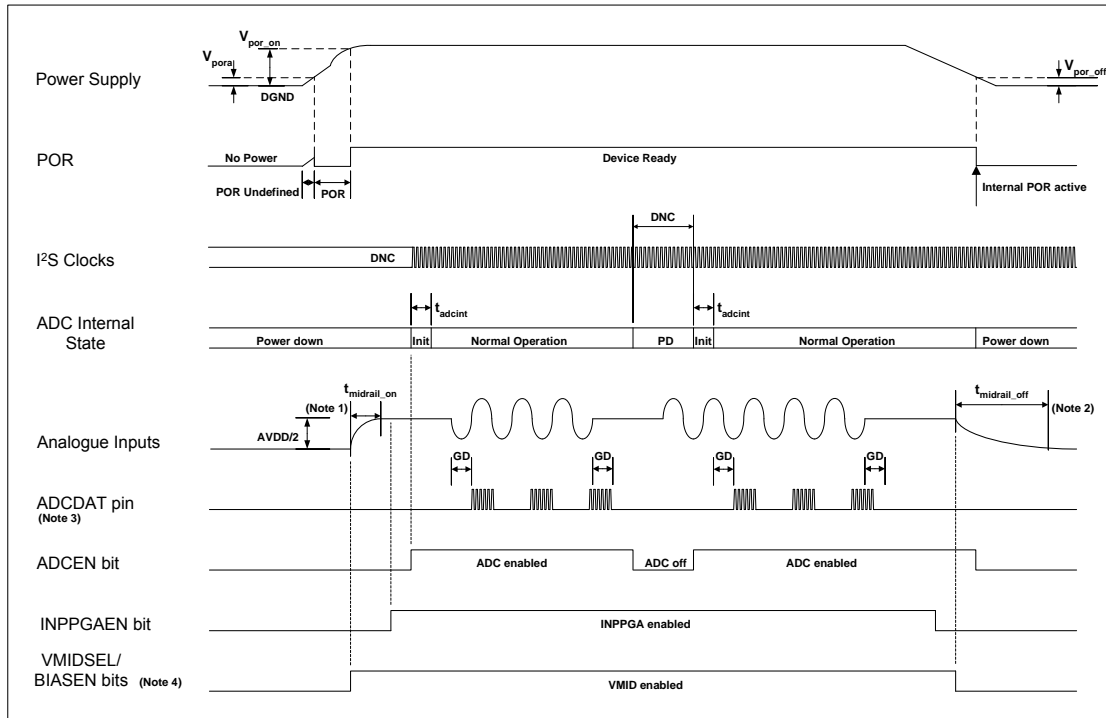 V_por_on
V_pora
Power Supply
DGND
V_por_off
POR
No Power
Device Ready
POR Undefined
POR
Internal POR active
DNC
I²S Clocks
DNC
t_adcint
t_adcint
ADC Internal
State
Power down
Init
Normal Operation
PD
Init
Normal Operation
Power down
t_midrail_on
(Note 1)
t_midrail_off
(Note 2)
Analogue Inputs
AVDD/2
GD
GD
GD
GD
ADCDAT pin
(Note 3)
ADCEN bit
ADC enabled
ADC off
ADC enabled
INPPGAEN bit
INPPGA enabled
VMIDSEL/
BIASEN bits (Note 4)
VMID enabled